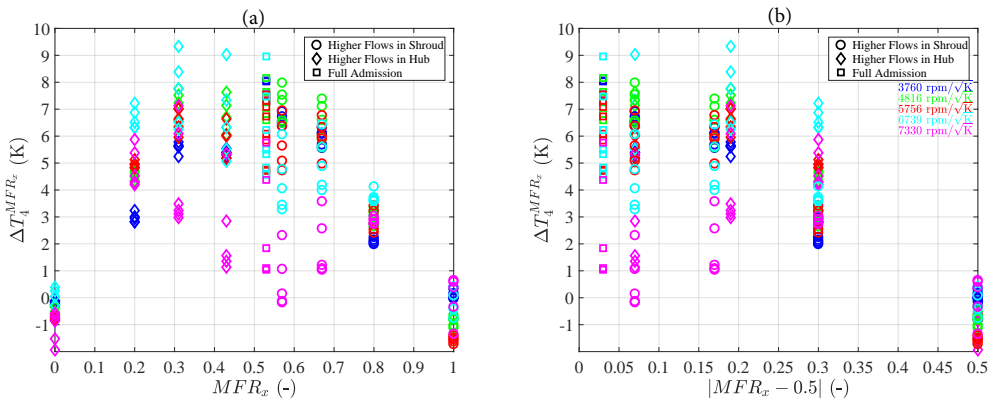 (a)
10
9
8
7
6
5
4
3
2
1
0
-1
ΔT₄^{MFRₓ} (K)
Higher Flows in Shroud
Higher Flows in Hub
Full Admission
0 0.1 0.2 0.3 0.4 0.5 0.6 0.7 0.8 0.9 1
MFRₓ (-)
(b)
10
9
8
7
6
5
4
3
2
1
0
-1
ΔT₄^{MFRₓ} (K)
Higher Flows in Shroud
Higher Flows in Hub
Full Admission
3760 rpm/√K
4816 rpm/√K
5756 rpm/√K
6739 rpm/√K
7330 rpm/√K
0 0.05 0.1 0.15 0.2 0.25 0.3 0.35 0.4 0.45 0.5
|MFRₓ − 0.5| (-)